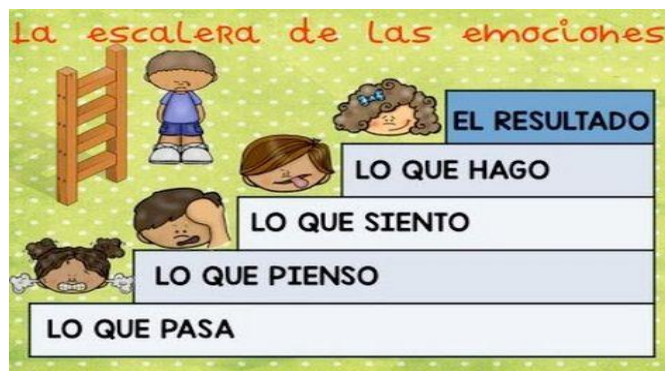 La escalera de las emociones
EL RESULTADO
LO QUE HAGO
LO QUE SIENTO
LO QUE PIENSO
LO QUE PASA